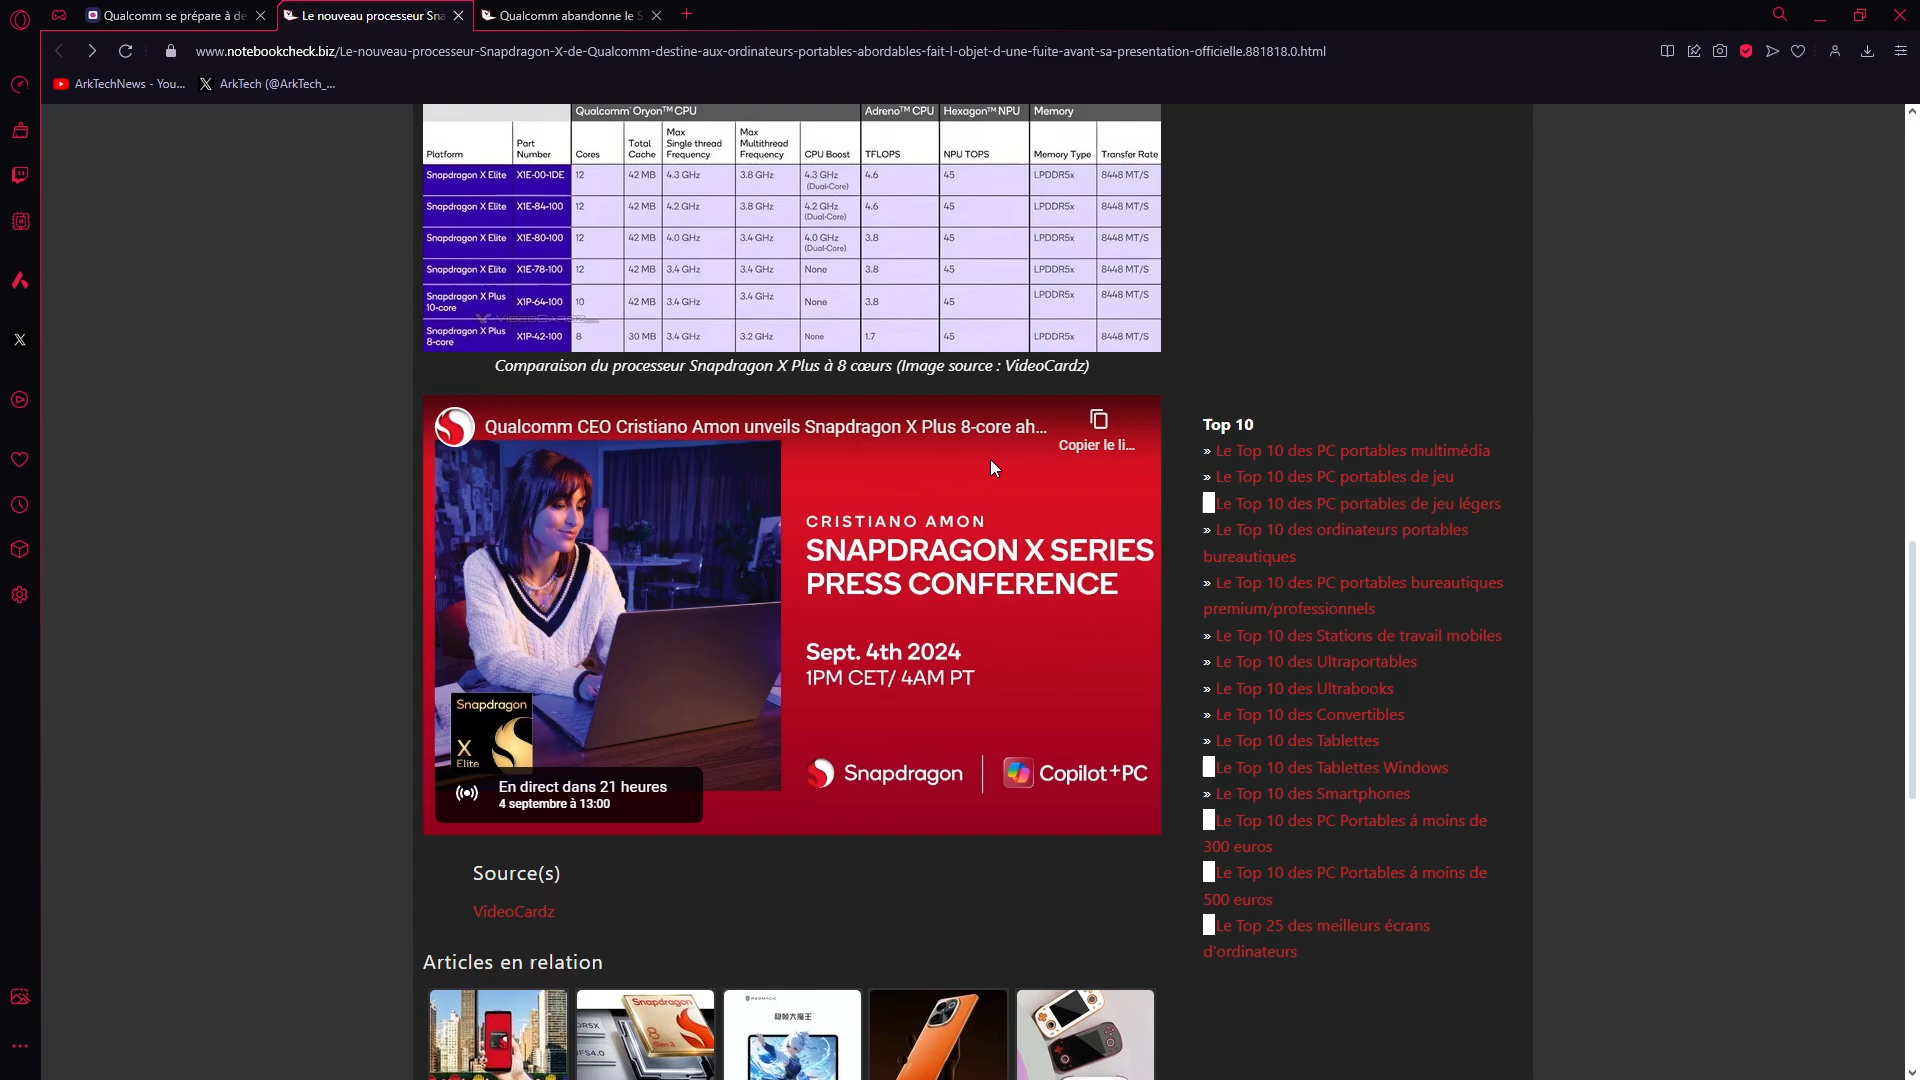 Qualcomm se prépare à de
Le nouveau processeur Sna
Qualcomm abandonne le S
www.notebookcheck.biz/Le-nouveau-processeur-Snapdragon-X-de-Qualcomm-destine-aux-ordinateurs-portables-abordables-fait-l-objet-d-une-fuite-avant-sa-presentation-officielle.881818.0.html
ArkTechNews - You...
ArkTech (@ArkTech_...
Qualcomm® Oryon™ CPU Adreno™ CPU Hexagon™ NPU Memory
Platform Part Number Cores Total Cache Max Single thread Frequency Max Multithread Frequency CPU Boost TFLOPS NPU TOPS Memory Type Transfer Rate
Snapdragon X Elite X1E-00-1DE 12 42 MB 4.3 GHz 3.8 GHz 4.3 GHz (Dual-Core) 4.6 45 LPDDR5x 8448 MT/S
Snapdragon X Elite X1E-84-100 12 42 MB 4.2 GHz 3.8 GHz 4.2 GHz (Dual-Core) 4.6 45 LPDDR5x 8448 MT/S
Snapdragon X Elite X1E-80-100 12 42 MB 4.0 GHz 3.4 GHz 4.0 GHz (Dual-Core) 3.8 45 LPDDR5x 8448 MT/S
Snapdragon X Elite X1E-78-100 12 42 MB 3.4 GHz 3.4 GHz None 3.8 45 LPDDR5x 8448 MT/S
Snapdragon X Plus 10-core X1P-64-100 10 42 MB 3.4 GHz 3.4 GHz None 3.8 45 LPDDR5x 8448 MT/S
VIDEOCARDZ
Snapdragon X Plus 8-core X1P-42-100 8 30 MB 3.4 GHz 3.2 GHz None 1.7 45 LPDDR5x 8448 MT/S
Comparaison du processeur Snapdragon X Plus à 8 cœurs (Image source : VideoCardz)
Qualcomm CEO Cristiano Amon unveils Snapdragon X Plus 8-core ah...
Copier le li...
CRISTIANO AMON
SNAPDRAGON X SERIES
PRESS CONFERENCE
Sept. 4th 2024
1PM CET/ 4AM PT
Snapdragon
X
Elite
Snapdragon
Copilot+PC
En direct dans 21 heures
4 septembre à 13:00
Source(s)
VideoCardz
Articles en relation
Snapdragon
8
Gen 3
REDMAGIC
Top 10
» Le Top 10 des PC portables multimédia
» Le Top 10 des PC portables de jeu
Le Top 10 des PC portables de jeu légers
» Le Top 10 des ordinateurs portables
bureautiques
» Le Top 10 des PC portables bureautiques
premium/professionnels
» Le Top 10 des Stations de travail mobiles
» Le Top 10 des Ultraportables
» Le Top 10 des Ultrabooks
» Le Top 10 des Convertibles
» Le Top 10 des Tablettes
Le Top 10 des Tablettes Windows
» Le Top 10 des Smartphones
Le Top 10 des PC Portables á moins de
300 euros
Le Top 10 des PC Portables á moins de
500 euros
Le Top 25 des meilleurs écrans
d'ordinateurs